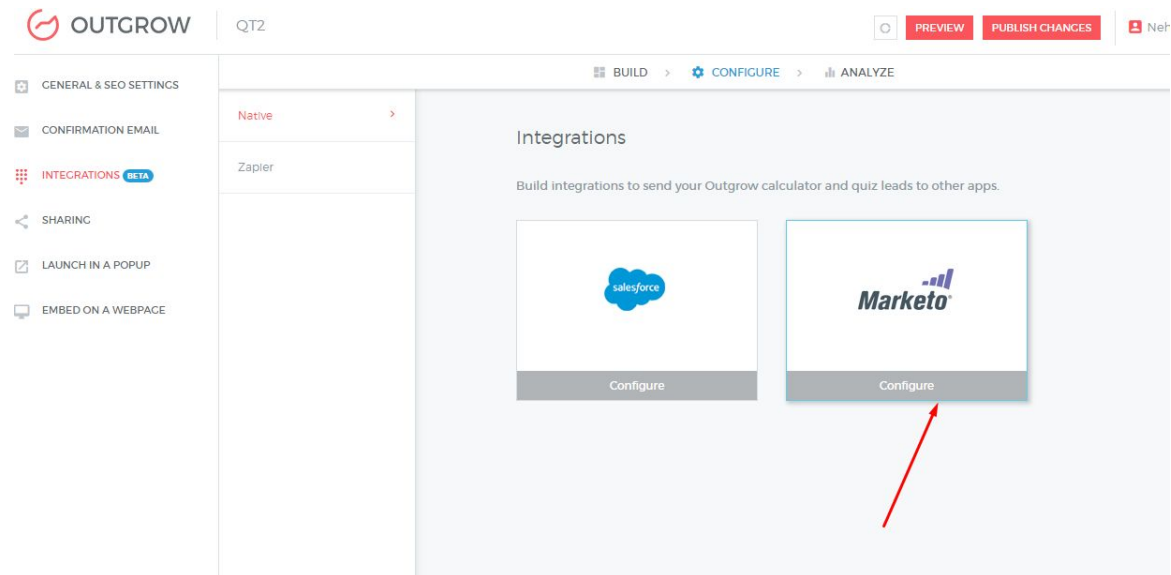 OUTGROW
QT2
PREVIEW
PUBLISH CHANGES
Neh
BUILD > CONFIGURE > ANALYZE
GENERAL & SEO SETTINGS
CONFIRMATION EMAIL
INTEGRATIONS BETA
SHARING
LAUNCH IN A POPUP
EMBED ON A WEBPAGE
Native >
Zapier
Integrations
Build integrations to send your Outgrow calculator and quiz leads to other apps.
salesforce
Configure
Marketo
Configure